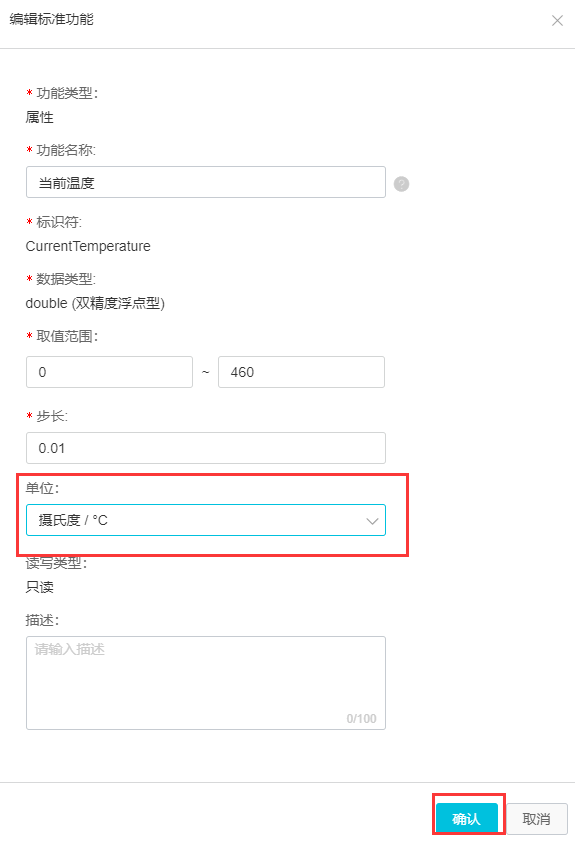 编辑标准功能
* 功能类型：
属性
* 功能名称:
当前温度
?
* 标识符:
CurrentTemperature
* 数据类型:
double (双精度浮点型)
* 取值范围：
0 ~ 460
* 步长:
0.01
单位：
摄氏度 / °C
读写类型：
只读
描述：
请输入描述
0/100
确认 取消